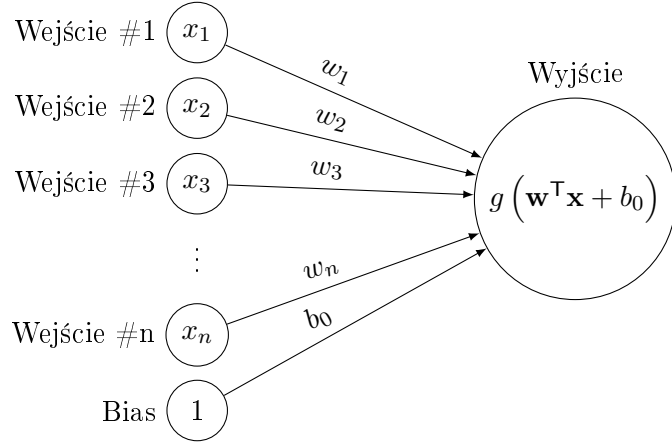 Wejście #1 x₁
w₁
Wyjście
Wejście #2 x₂
w₂
Wejście #3 x₃
w₃
g (𝐰ᵀ𝐱 + b₀)
⋮
wₙ
Wejście #n xₙ
b₀
Bias 1